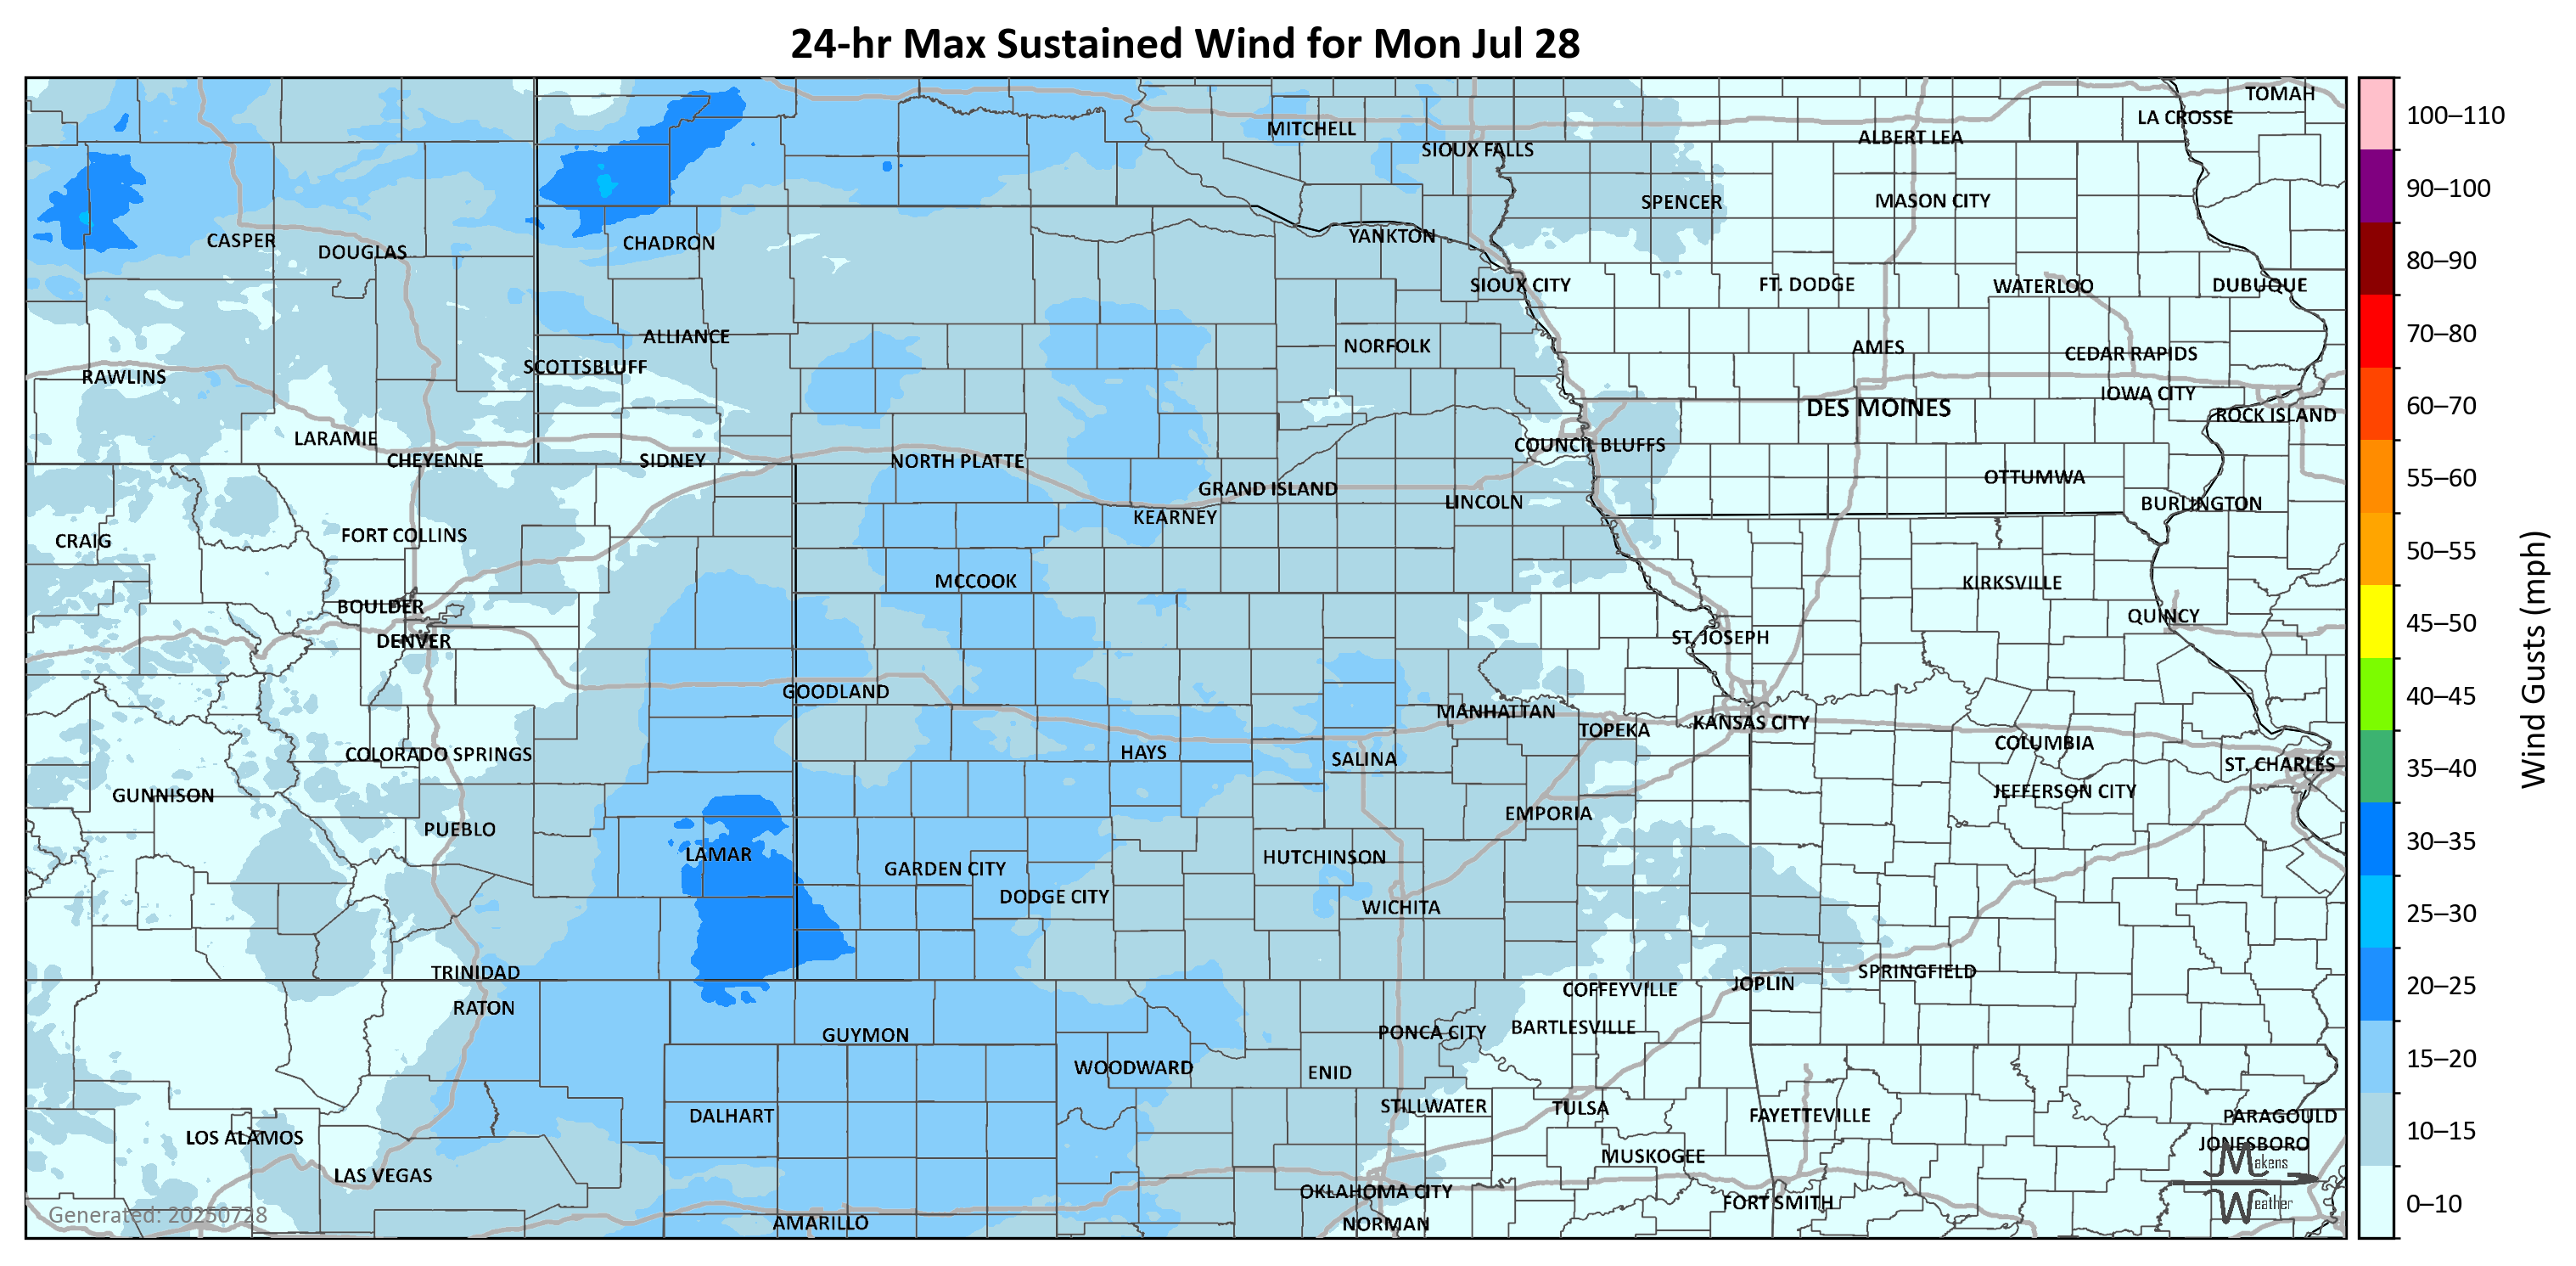 24-hr Max Sustained Wind for Mon Jul 28
TOMAH
LA CROSSE
MITCHELL
ALBERT LEA
SIOUX FALLS
SPENCER
MASON CITY
CASPER
DOUGLAS
CHADRON
YANKTON
SIOUX CITY
FT. DODGE
WATERLOO
DUBUQUE
ALLIANCE
NORFOLK
AMES
CEDAR RAPIDS
SCOTTSBLUFF
RAWLINS
IOWA CITY
DES MOINES
ROCK ISLAND
LARAMIE
COUNCIL BLUFFS
CHEYENNE
SIDNEY
NORTH PLATTE
OTTUMWA
GRAND ISLAND
LINCOLN
BURLINGTON
KEARNEY
CRAIG
FORT COLLINS
MCCOOK
KIRKSVILLE
BOULDER
QUINCY
DENVER
ST. JOSEPH
GOODLAND
MANHATTAN
KANSAS CITY
TOPEKA
COLUMBIA
COLORADO SPRINGS
HAYS
SALINA
ST. CHARLES
GUNNISON
JEFFERSON CITY
EMPORIA
PUEBLO
LAMAR
HUTCHINSON
GARDEN CITY
DODGE CITY
WICHITA
TRINIDAD
SPRINGFIELD
JOPLIN
COFFEYVILLE
RATON
BARTLESVILLE
GUYMON
PONCA CITY
WOODWARD
ENID
STILLWATER
TULSA
DALHART
FAYETTEVILLE
PARAGOULD
LOS ALAMOS
JONESBORO
MUSKOGEE
LAS VEGAS
OKLAHOMA CITY
FORT SMITH
AMARILLO
NORMAN
Generated: 20250728
Makens
Weather
100–110
90–100
80–90
70–80
60–70
55–60
50–55
45–50
40–45
35–40
30–35
25–30
20–25
15–20
10–15
0–10
Wind Gusts (mph)